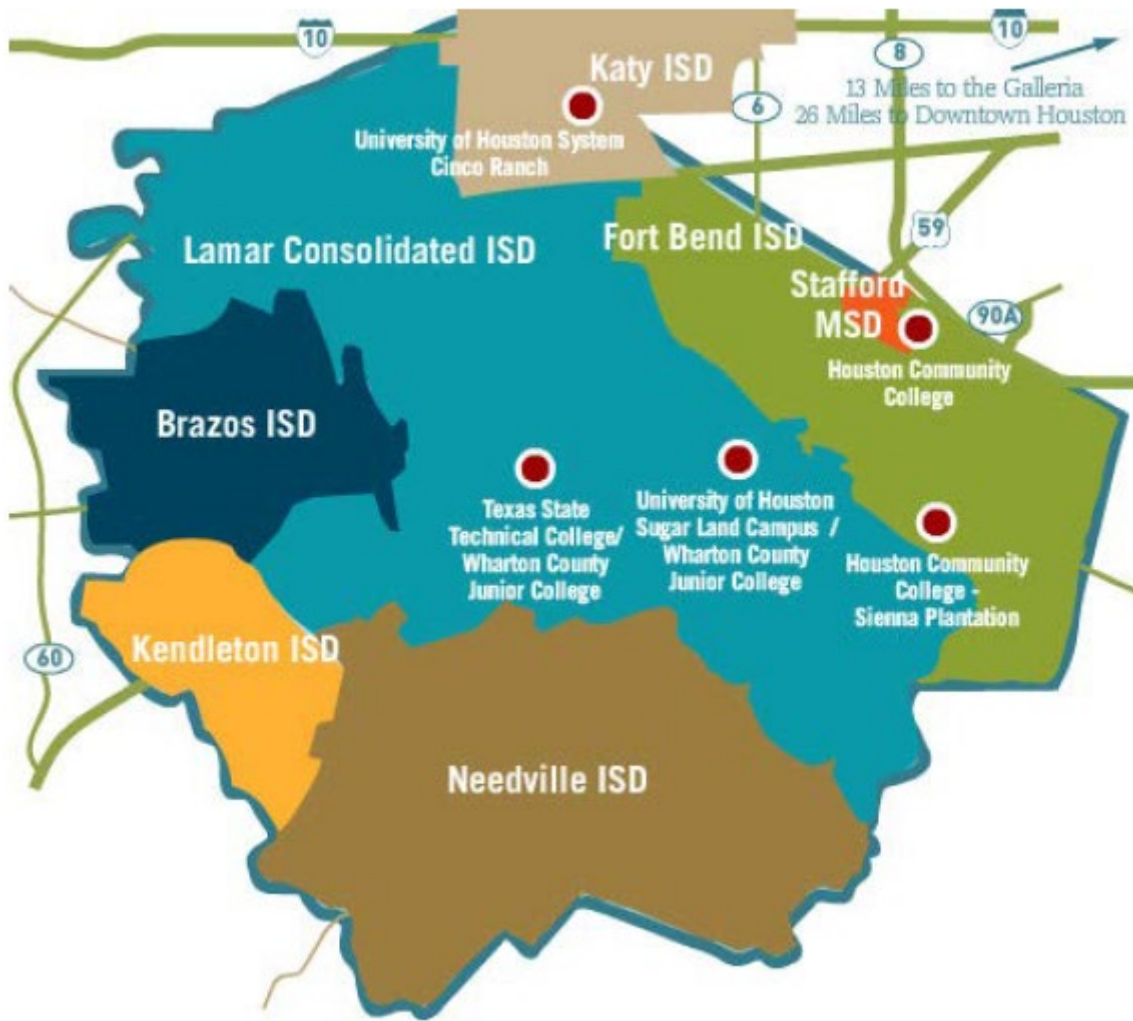 10
10
8
Katy ISD
13 Miles to the Galleria
6
26 Miles to Downtown Houston
University of Houston System
Cinco Ranch
59
Fort Bend ISD
Lamar Consolidated ISD
Stafford
MSD
90A
Houston Community
College
Brazos ISD
Texas State
Technical College/
Wharton County
Junior College
University of Houston
Sugar Land Campus /
Wharton County
Junior College
Houston Community
College -
Sienna Plantation
Kendleton ISD
60
Needville ISD